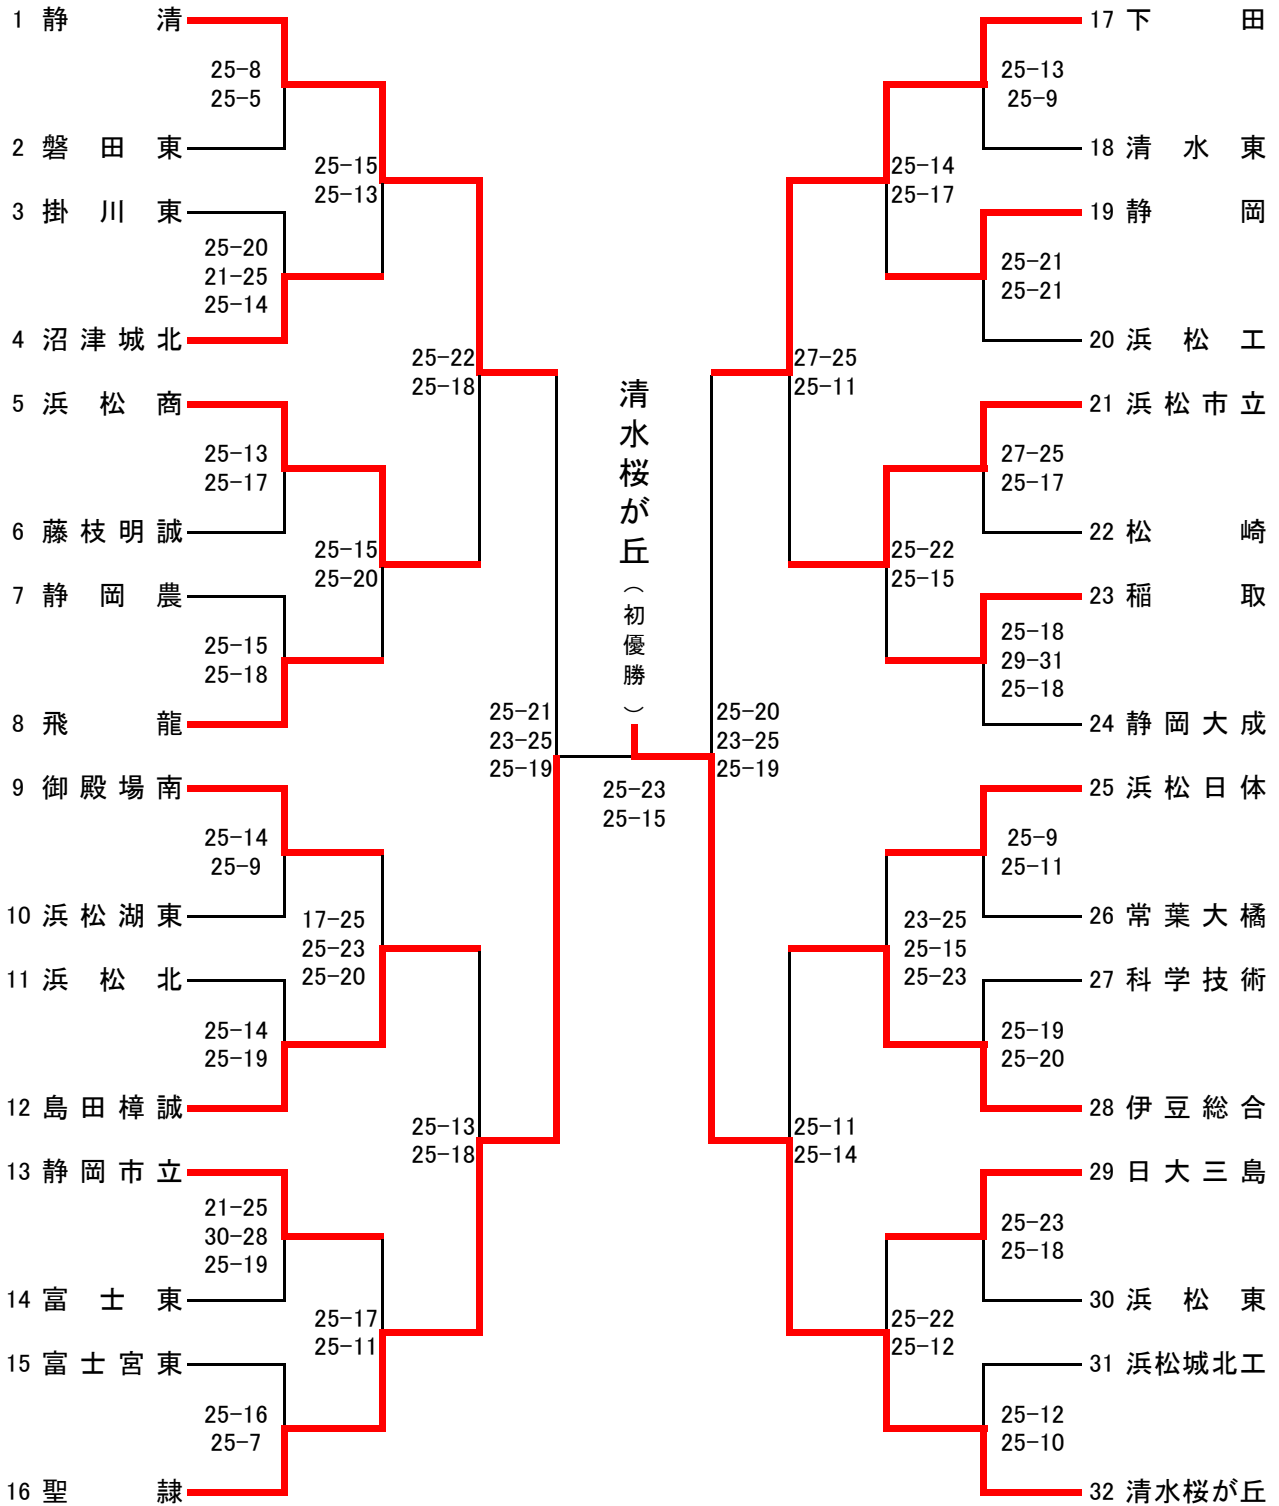 1 静清
25-8
25-5
2 磐田東
25-15
25-13
3 掛川東
25-20
21-25
25-14
4 沼津城北
25-22
25-18
5 浜松商
25-13
25-17
6 藤枝明誠
25-15
25-20
7 静岡農
25-15
25-18
8 飛龍
25-21
23-25
25-19
9 御殿場南
25-14
25-9
10 浜松湖東
17-25
25-23
25-20
11 浜松北
25-14
25-19
12 島田樟誠
25-13
25-18
13 静岡市立
21-25
30-28
25-19
14 富士東
25-17
25-11
15 富士宮東
25-16
25-7
16 聖隷
清水桜が丘
（初優勝）
25-23
25-15
17 下田
25-13
25-9
18 清水東
25-14
25-17
19 静岡
25-21
25-21
20 浜松工
27-25
25-11
21 浜松市立
27-25
25-17
22 松崎
25-22
25-15
23 稲取
25-18
29-31
25-18
24 静岡大成
25-20
23-25
25-19
25 浜松日体
25-9
25-11
26 常葉大橘
23-25
25-15
25-23
27 科学技術
25-19
25-20
28 伊豆総合
25-11
25-14
29 日大三島
25-23
25-18
30 浜松東
25-22
25-12
31 浜松城北工
25-12
25-10
32 清水桜が丘